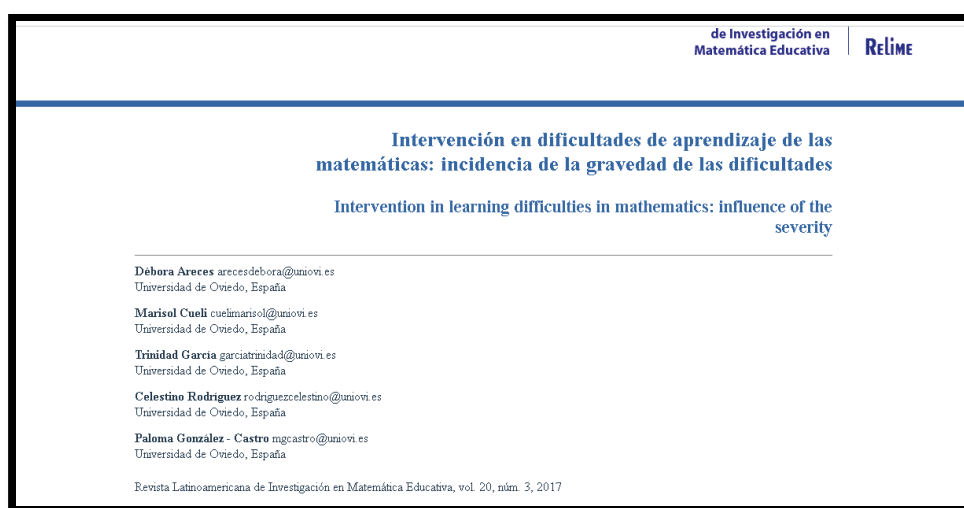 de Investigación en
Matemática Educativa
Relime
Intervención en dificultades de aprendizaje de las
matemáticas: incidencia de la gravedad de las dificultades
Intervention in learning difficulties in mathematics: influence of the
severity
Débora Areces arecesdebora@uniovi.es
Universidad de Oviedo, España
Marisol Cueli cuelimarisol@uniovi.es
Universidad de Oviedo, España
Trinidad García garciatrinidad@uniovi.es
Universidad de Oviedo, España
Celestino Rodríguez rodriguezcelestino@uniovi.es
Universidad de Oviedo, España
Paloma González - Castro mgcastro@uniovi.es
Universidad de Oviedo, España
Revista Latinoamericana de Investigación en Matemática Educativa, vol. 20, núm. 3, 2017